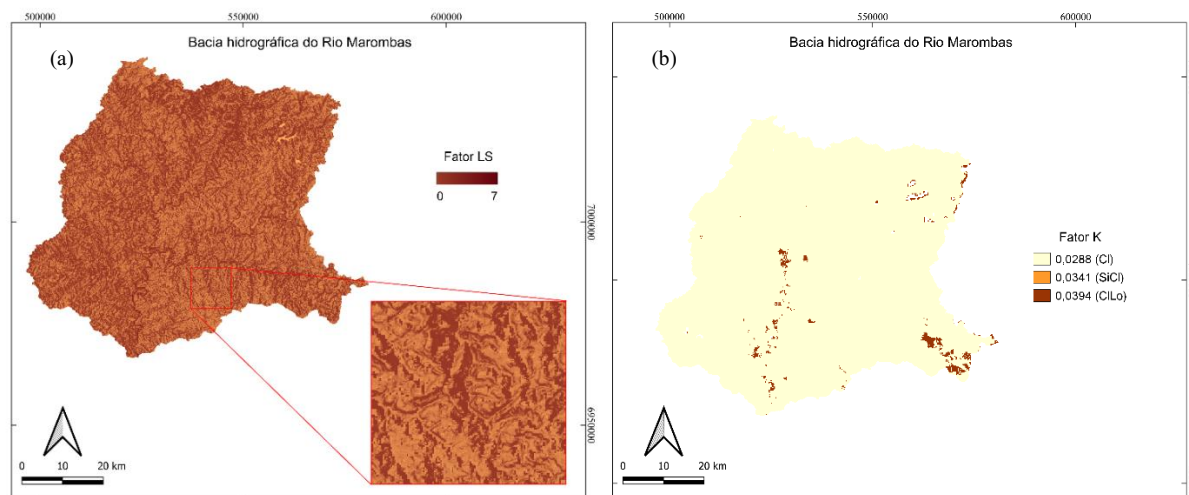 500000 550000 600000
Bacia hidrográfica do Rio Marombas
(a)
Fator LS
0 7
7000000
6950000
0 10 20 km
500000 550000 600000
Bacia hidrográfica do Rio Marombas
(b)
Fator K
0,0288 (Cl)
0,0341 (SiCl)
0,0394 (ClLo)
0 10 20 km